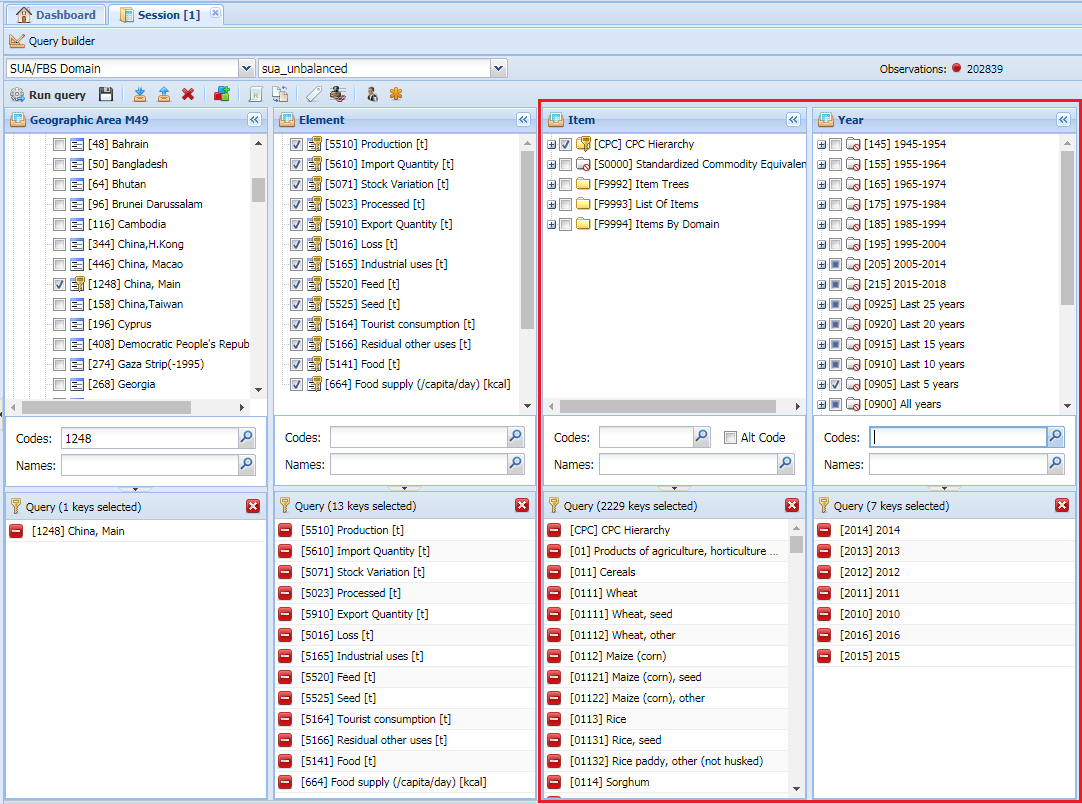 Dashboard
Session [1]
Query builder
SUA/FBS Domain
sua_unbalanced
Observations: 202839
Run query
Geographic Area M49
[48] Bahrain
[50] Bangladesh
[64] Bhutan
[96] Brunei Darussalam
[116] Cambodia
[344] China,H.Kong
[446] China, Macao
[1248] China, Main
[158] China,Taiwan
[196] Cyprus
[408] Democratic People's Repub
[274] Gaza Strip(-1995)
[268] Georgia
Codes: 1248
Names:
Query (1 keys selected)
[1248] China, Main
Element
[5510] Production [t]
[5610] Import Quantity [t]
[5071] Stock Variation [t]
[5023] Processed [t]
[5910] Export Quantity [t]
[5016] Loss [t]
[5165] Industrial uses [t]
[5520] Feed [t]
[5525] Seed [t]
[5164] Tourist consumption [t]
[5166] Residual other uses [t]
[5141] Food [t]
[664] Food supply (/capita/day) [kcal]
Codes:
Names:
Query (13 keys selected)
[5510] Production [t]
[5610] Import Quantity [t]
[5071] Stock Variation [t]
[5023] Processed [t]
[5910] Export Quantity [t]
[5016] Loss [t]
[5165] Industrial uses [t]
[5520] Feed [t]
[5525] Seed [t]
[5164] Tourist consumption [t]
[5166] Residual other uses [t]
[5141] Food [t]
[664] Food supply (/capita/day) [kcal]
Item
[CPC] CPC Hierarchy
[S0000] Standardized Commodity Equivalen
[F9992] Item Trees
[F9993] List Of Items
[F9994] Items By Domain
Codes:
Alt Code
Names:
Query (2229 keys selected)
[CPC] CPC Hierarchy
[01] Products of agriculture, horticulture ...
[011] Cereals
[0111] Wheat
[01111] Wheat, seed
[01112] Wheat, other
[0112] Maize (corn)
[01121] Maize (corn), seed
[01122] Maize (corn), other
[0113] Rice
[01131] Rice, seed
[01132] Rice paddy, other (not husked)
[0114] Sorghum
Year
[145] 1945-1954
[155] 1955-1964
[165] 1965-1974
[175] 1975-1984
[185] 1985-1994
[195] 1995-2004
[205] 2005-2014
[215] 2015-2018
[0925] Last 25 years
[0920] Last 20 years
[0915] Last 15 years
[0910] Last 10 years
[0905] Last 5 years
[0900] All years
Codes:
Names:
Query (7 keys selected)
[2014] 2014
[2013] 2013
[2012] 2012
[2011] 2011
[2010] 2010
[2016] 2016
[2015] 2015